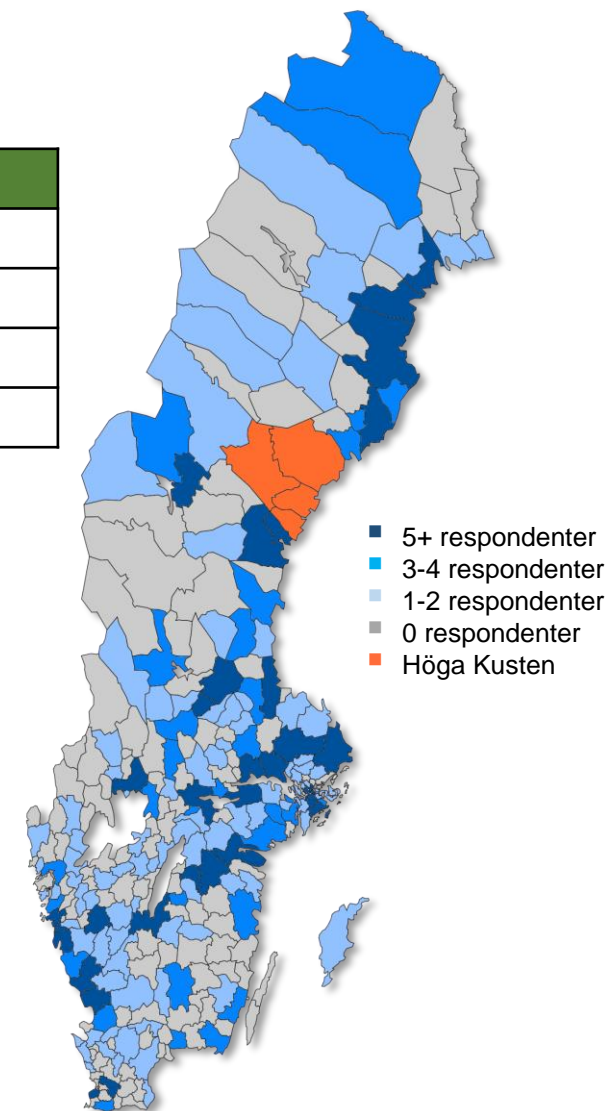 5+ respondenter
3-4 respondenter
1-2 respondenter
0 respondenter
Höga Kusten